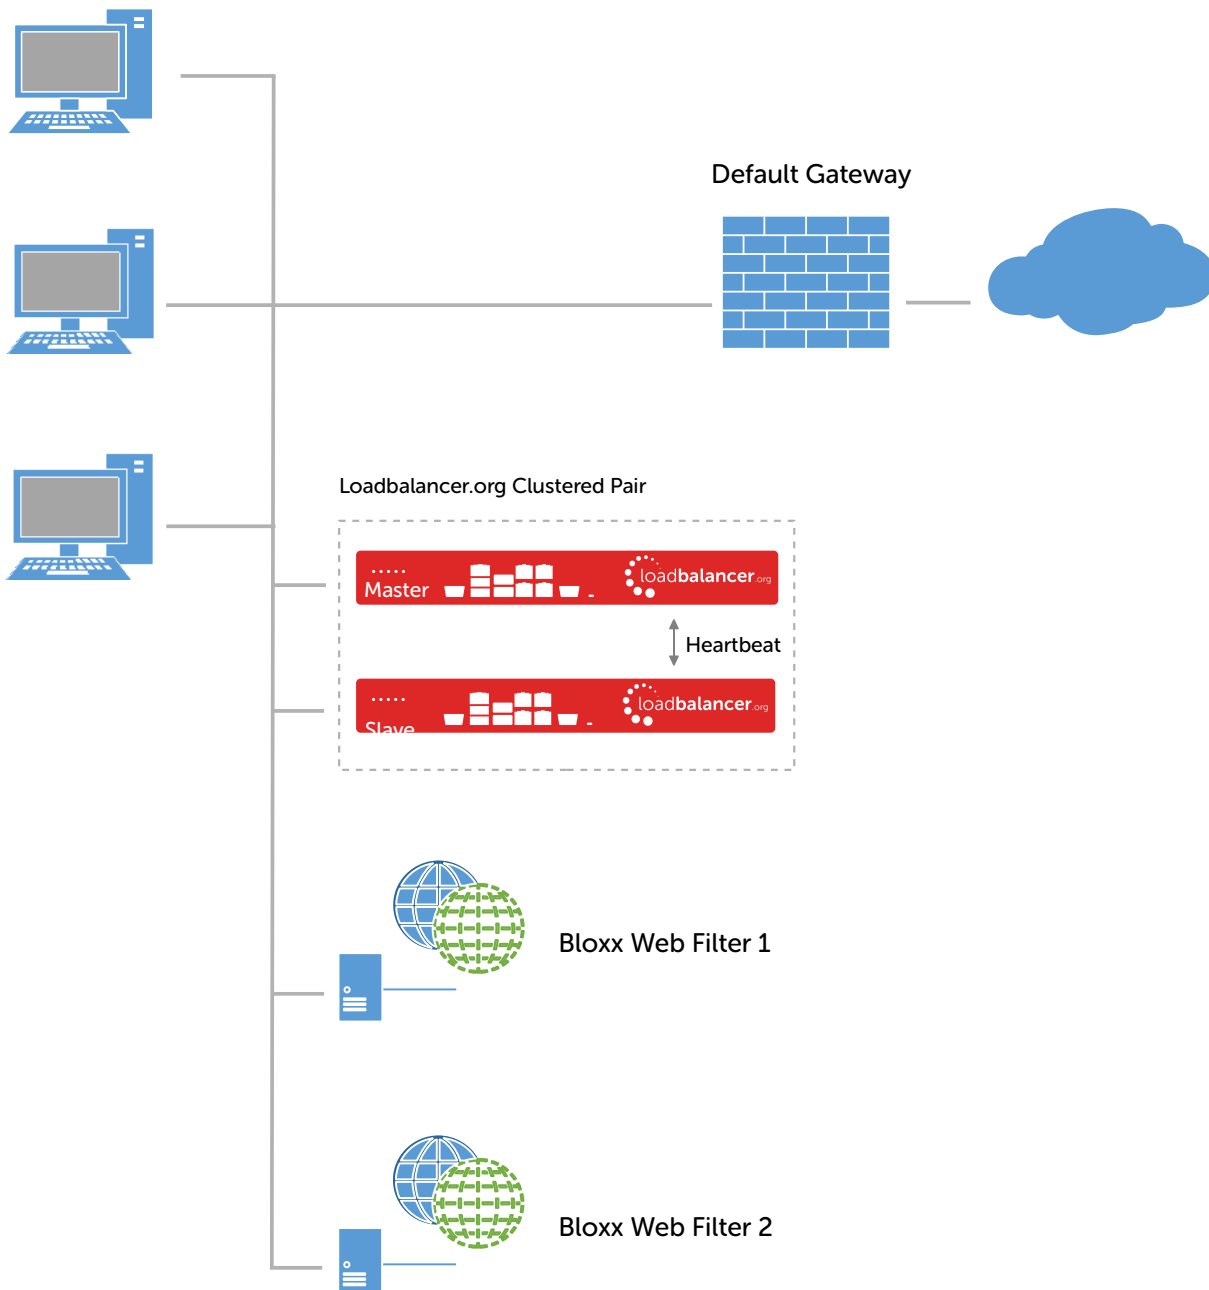 Default Gateway
Loadbalancer.org Clustered Pair
Master
loadbalancer.org
Heartbeat
Slave
loadbalancer.org
Bloxx Web Filter 1
Bloxx Web Filter 2